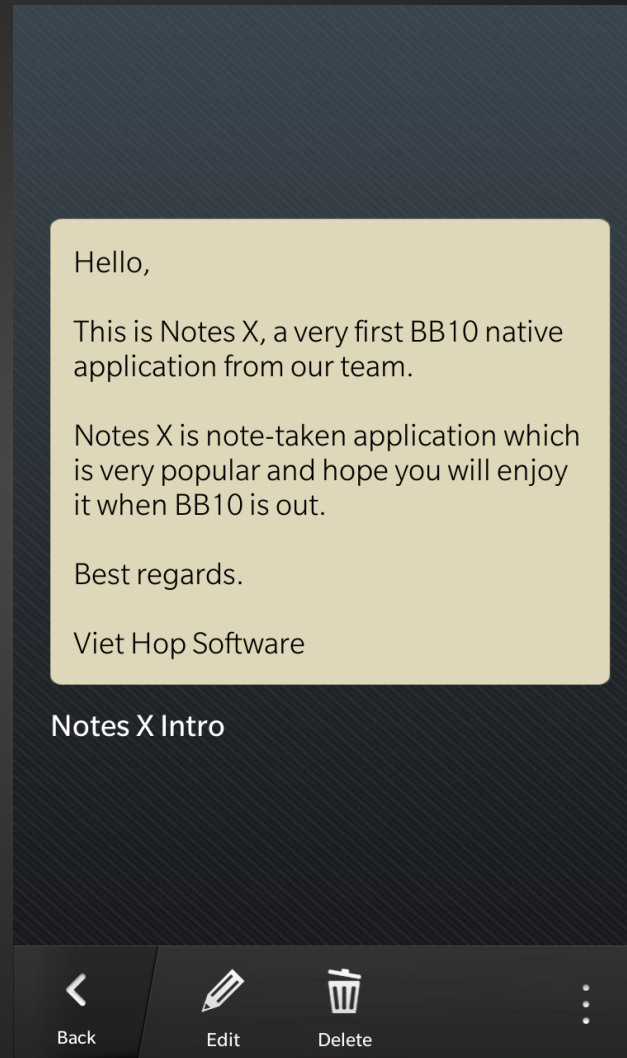 Hello,
This is Notes X, a very first BB10 native
application from our team.
Notes X is note-taken application which
is very popular and hope you will enjoy
it when BB10 is out.
Best regards.
Viet Hop Software
Notes X Intro
Back
Edit
Delete